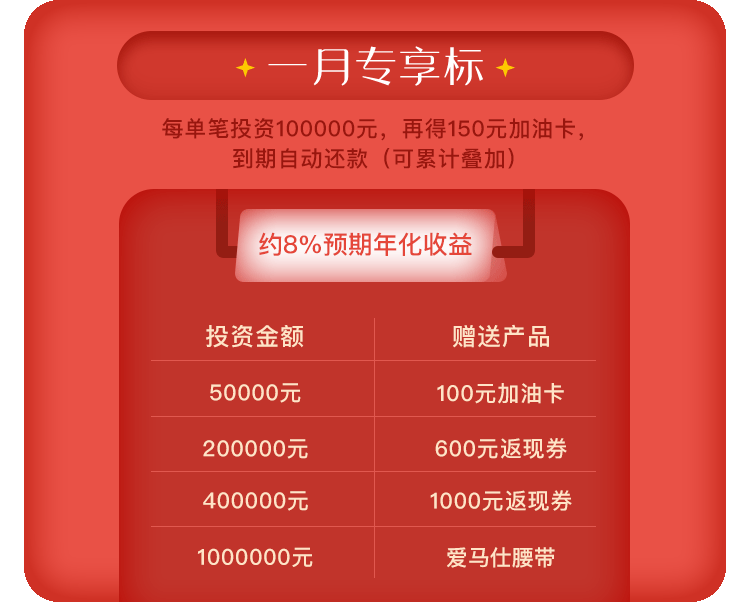 一月专享标
每单笔投资100000元，再得150元加油卡，
到期自动还款（可累计叠加）
约8%预期年化收益
投资金额 赠送产品
50000元 100元加油卡
200000元 600元返现券
400000元 1000元返现券
1000000元 爱马仕腰带